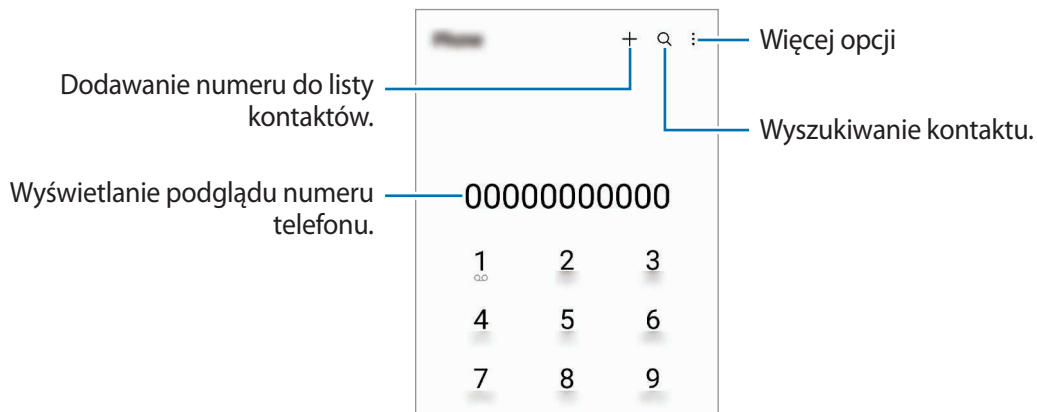 Więcej opcji
Dodawanie numeru do listy
kontaktów.
Wyszukiwanie kontaktu.
Wyświetlanie podglądu numeru
telefonu.
00000000000
1 2 3
4 5 6
7 8 9